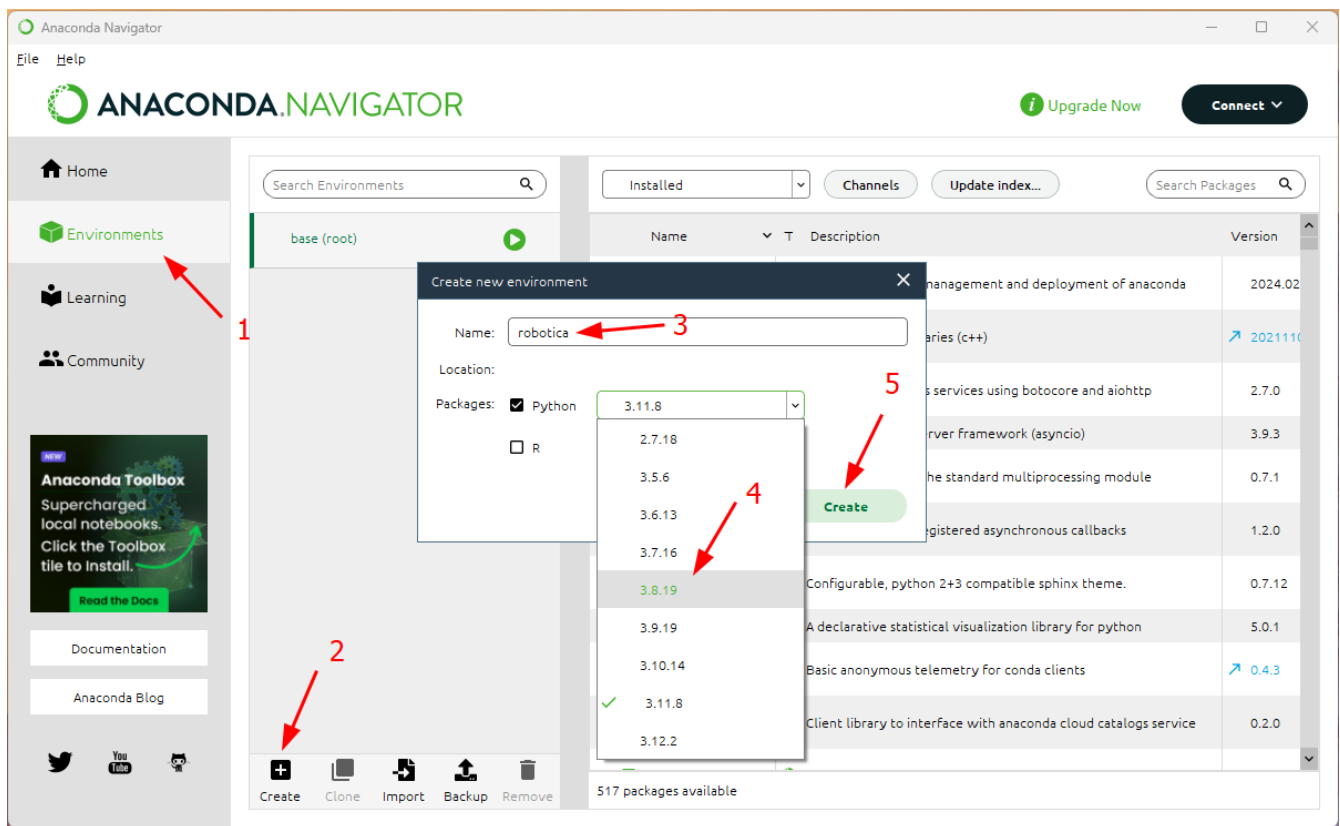 Anaconda Navigator
File Help
ANACONDA.NAVIGATOR
i Upgrade Now
Connect
Home
Environments
Learning
Community
1
NEW
Anaconda Toolbox
Supercharged
local notebooks.
Click the Toolbox
tile to Install.
Read the Docs
Documentation
Anaconda Blog
You
Tube
Search Environments
base (root)
2
Create Clone Import Backup Remove
Installed
Channels
Update index...
Search Packages
Name T Description Version
management and deployment of anaconda 2024.02
aries (c++) 2021110
services using botocore and aiohttp 2.7.0
rver framework (asyncio) 3.9.3
he standard multiprocessing module 0.7.1
egistered asynchronous callbacks 1.2.0
Configurable, python 2+3 compatible sphinx theme. 0.7.12
A declarative statistical visualization library for python 5.0.1
Basic anonymous telemetry for conda clients 0.4.3
Client library to interface with anaconda cloud catalogs service 0.2.0
517 packages available
Create new environment
Name: robotica
3
Location:
Packages: Python 3.11.8
R
5
2.7.18
3.5.6
3.6.13
3.7.16
3.8.19
3.9.19
3.10.14
3.11.8
3.12.2
4
Create